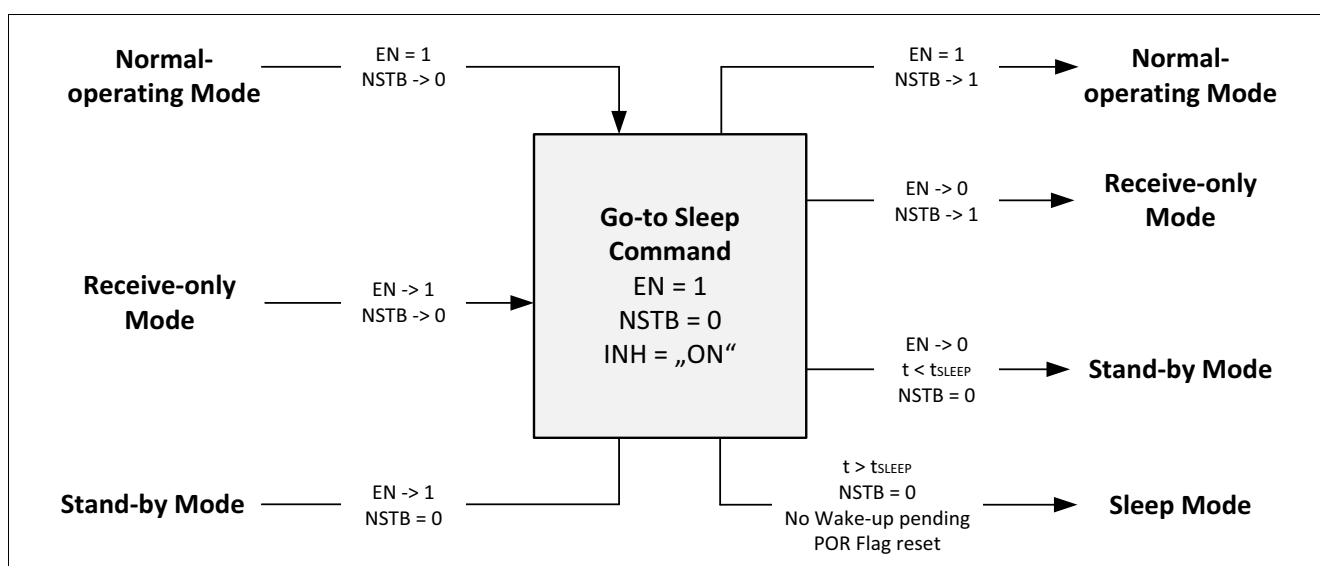 Normal-
operating Mode
EN = 1
NSTB -> 0
Receive-only
Mode
EN -> 1
NSTB -> 0
Stand-by Mode
EN -> 1
NSTB = 0
Go-to Sleep
Command
EN = 1
NSTB = 0
INH = „ON“
EN = 1
NSTB -> 1
Normal-
operating Mode
EN -> 0
NSTB -> 1
Receive-only
Mode
EN -> 0
t < tSLEEP
NSTB = 0
Stand-by Mode
t > tSLEEP
NSTB = 0
No Wake-up pending
POR Flag reset
Sleep Mode